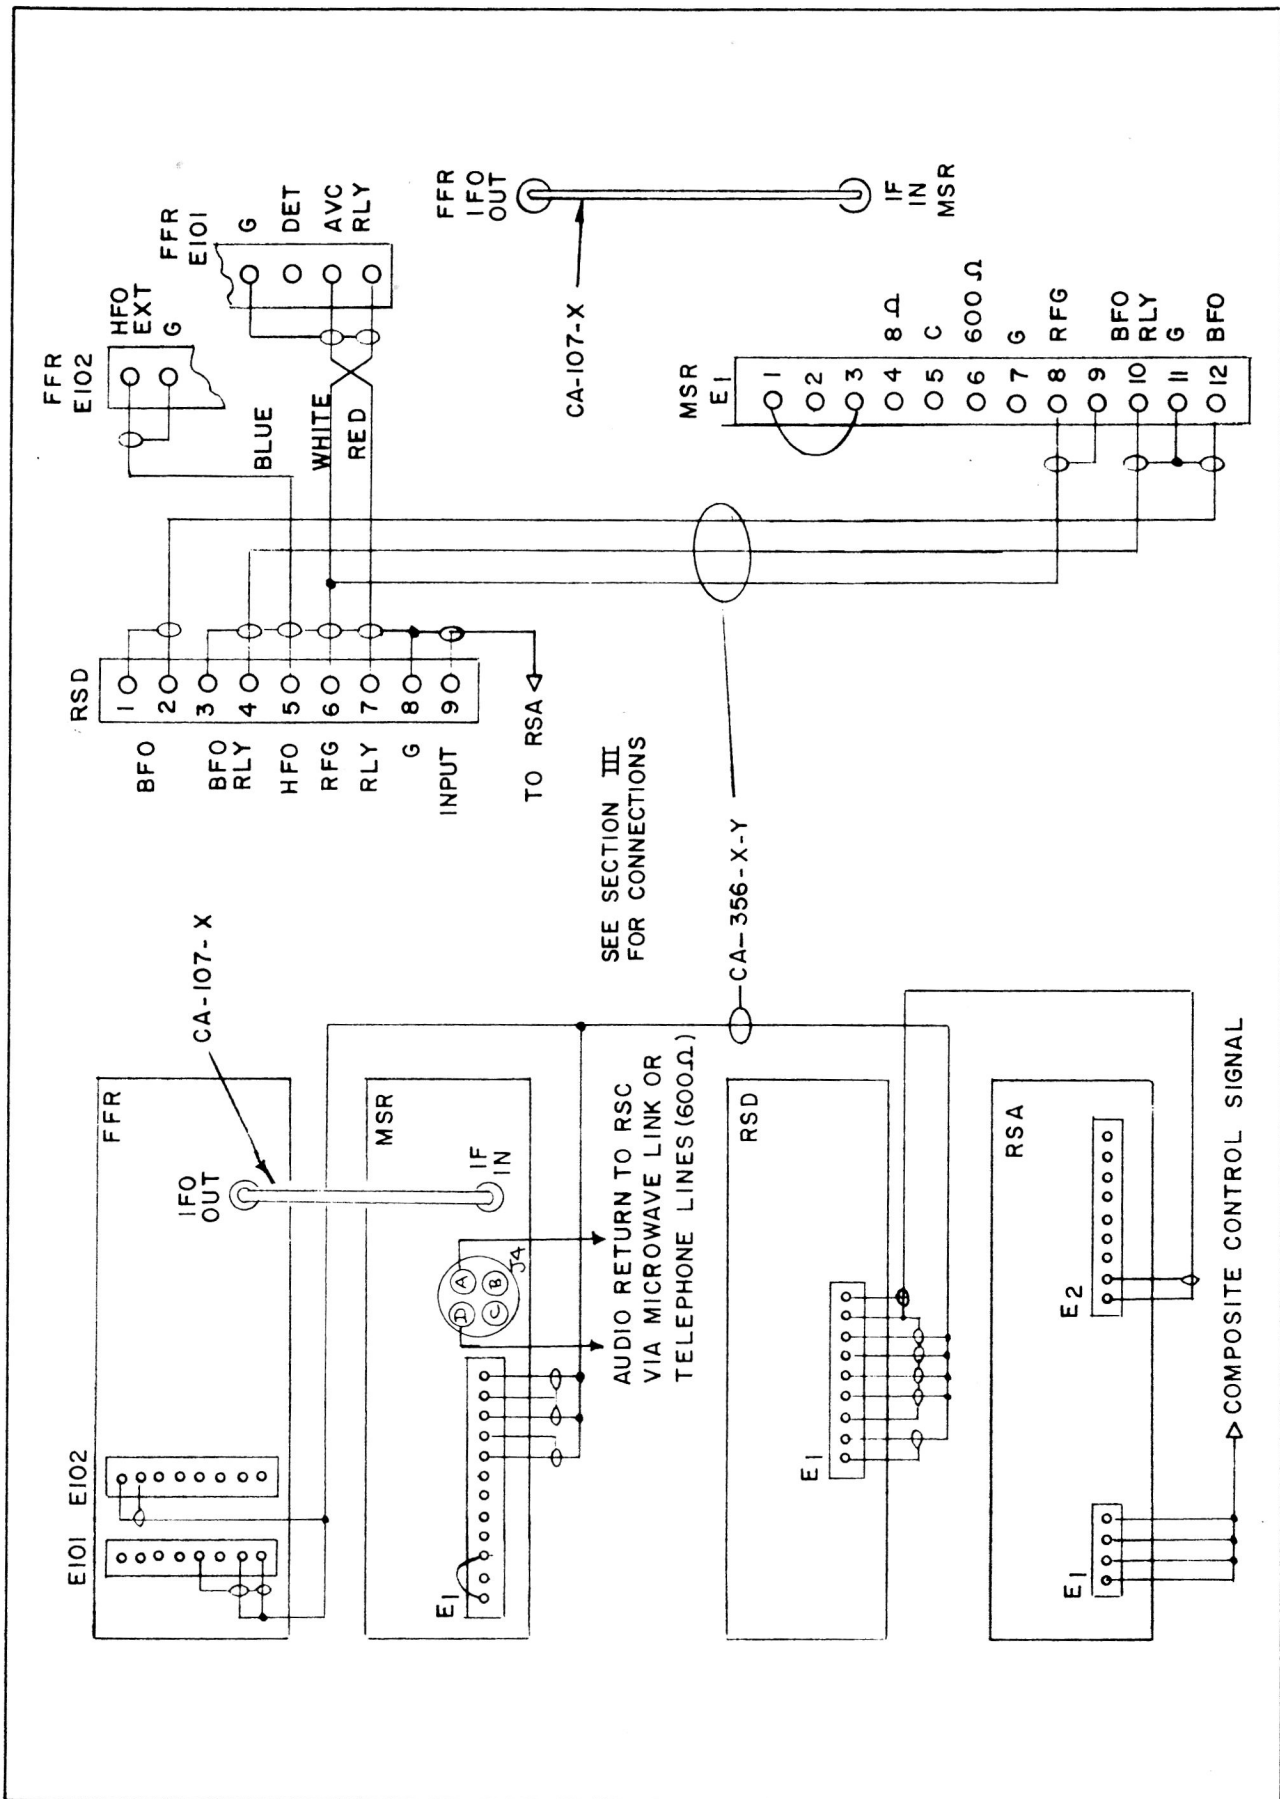 FFR
E102
HFO
EXT
G
FFR
E101
G
DET
AVC
RLY
BLUE
WHITE
RED
RSD
1
2
3
4
5
6
7
8
9
BFO
BFO
RLY
HFO
RFG
RLY
G
INPUT
TO RSA
SEE SECTION III
FOR CONNECTIONS
CA-356-X-Y
FFR
IFO
OUT
CA-107-X
IF
IN
MSR
MSR
E1
1
2
3
4
5
6
7
8
9
10
11
12
8 Ω
C
600 Ω
G
RFG
BFO
RLY
G
BFO
CA-107-X
FFR
IFO
OUT
E101
E102
MSR
IF
IN
A
B
C
D
J4
E1
AUDIO RETURN TO RSC
VIA MICROWAVE LINK OR
TELEPHONE LINES (600Ω)
RSD
E1
RSA
E2
E1
COMPOSITE CONTROL SIGNAL